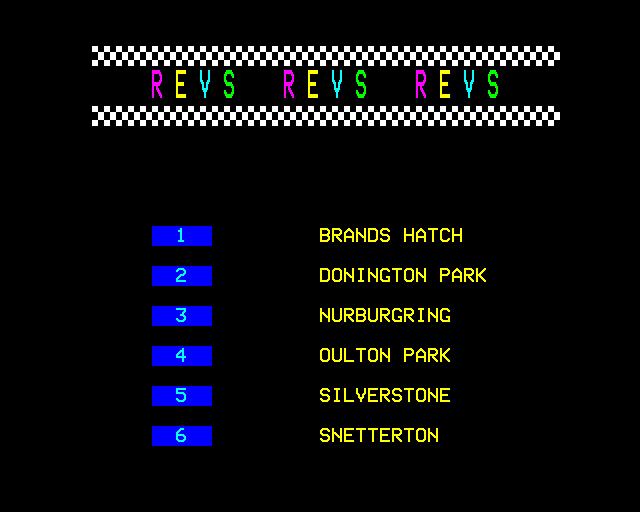 REVS REVS REVS
1 BRANDS HATCH
2 DONINGTON PARK
3 NURBURGRING
4 OULTON PARK
5 SILVERSTONE
6 SNETTERTON